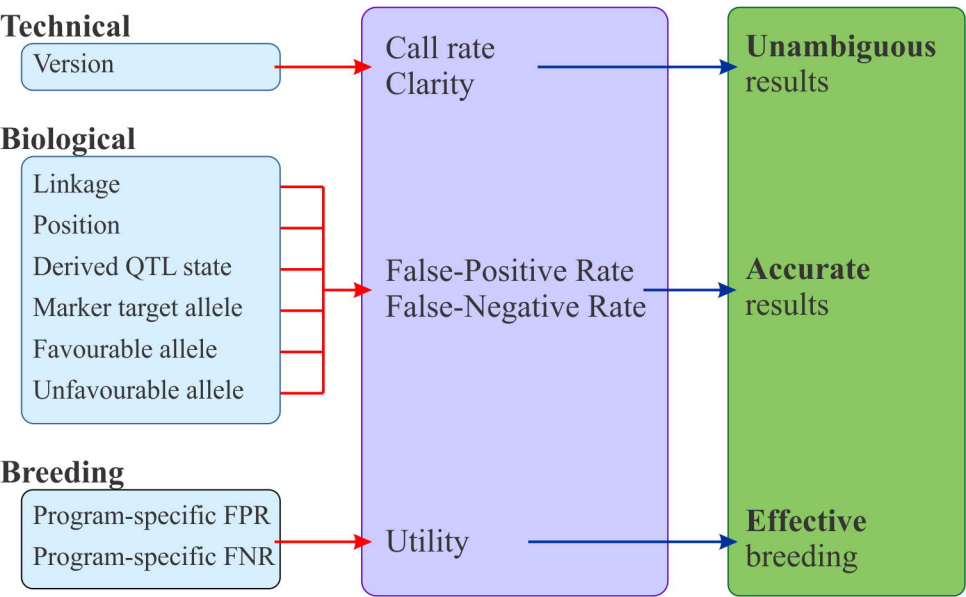 Technical
Version
Call rate
Clarity
Unambiguous
results
Biological
Linkage
Position
Derived QTL state
Marker target allele
Favourable allele
Unfavourable allele
False-Positive Rate
False-Negative Rate
Accurate
results
Breeding
Program-specific FPR
Program-specific FNR
Utility
Effective
breeding